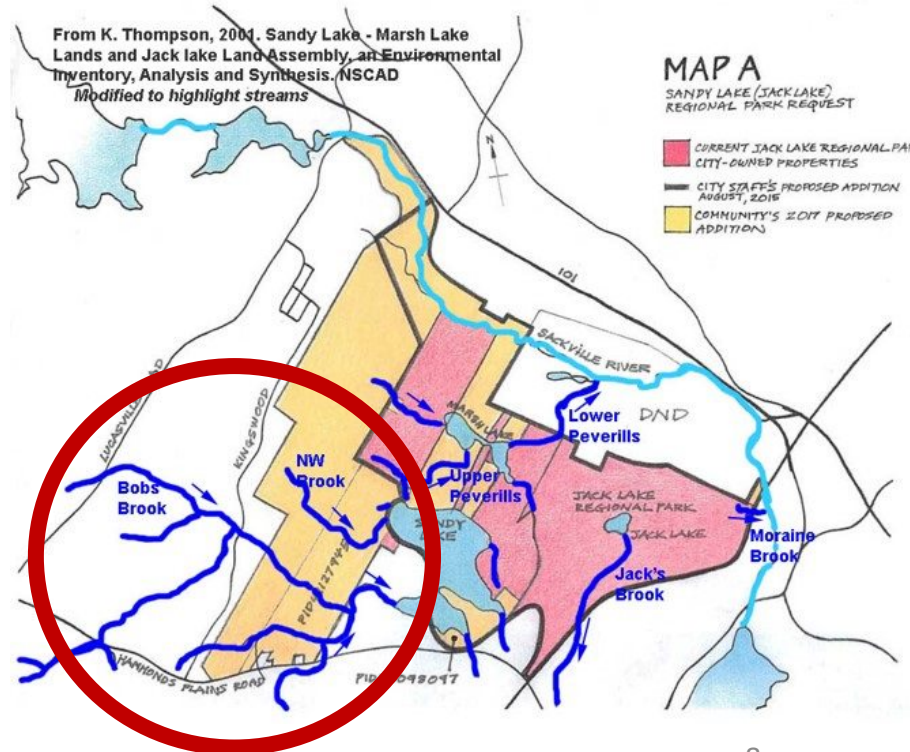 From K. Thompson, 2001. Sandy Lake - Marsh Lake
Lands and Jack lake Land Assembly, an Environmental
Inventory, Analysis and Synthesis. NSCAD
Modified to highlight streams
MAP A
SANDY LAKE (JACK LAKE)
REGIONAL PARK REQUEST
CURRENT JACK LAKE REGIONAL PAR
CITY-OWNED PROPERTIES
CITY STAFF'S PROPOSED ADDITION
AUGUST, 2015
COMMUNITY'S 2017 PROPOSED
ADDITION
N
101
SACKVILLE RIVER
DND
LUCASVILLE ROAD
KINGSWOOD
MARSH LAKE
Lower
Peverills
NW
Brook
Bobs
Brook
Upper
Peverills
SANDY
LAKE
JACK LAKE
REGIONAL PARK
JACK LAKE
Moraine
Brook
Jack's
Brook
HAMMONDS PLAINS ROAD